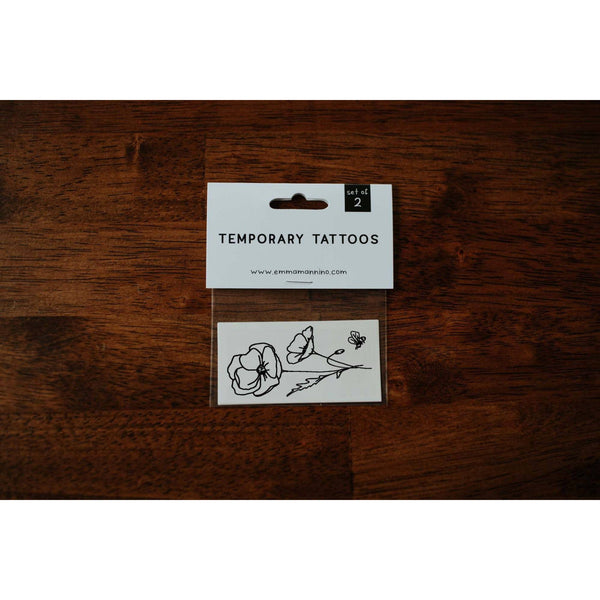 set of
2
TEMPORARY TATTOOS
www.emmamannino.com